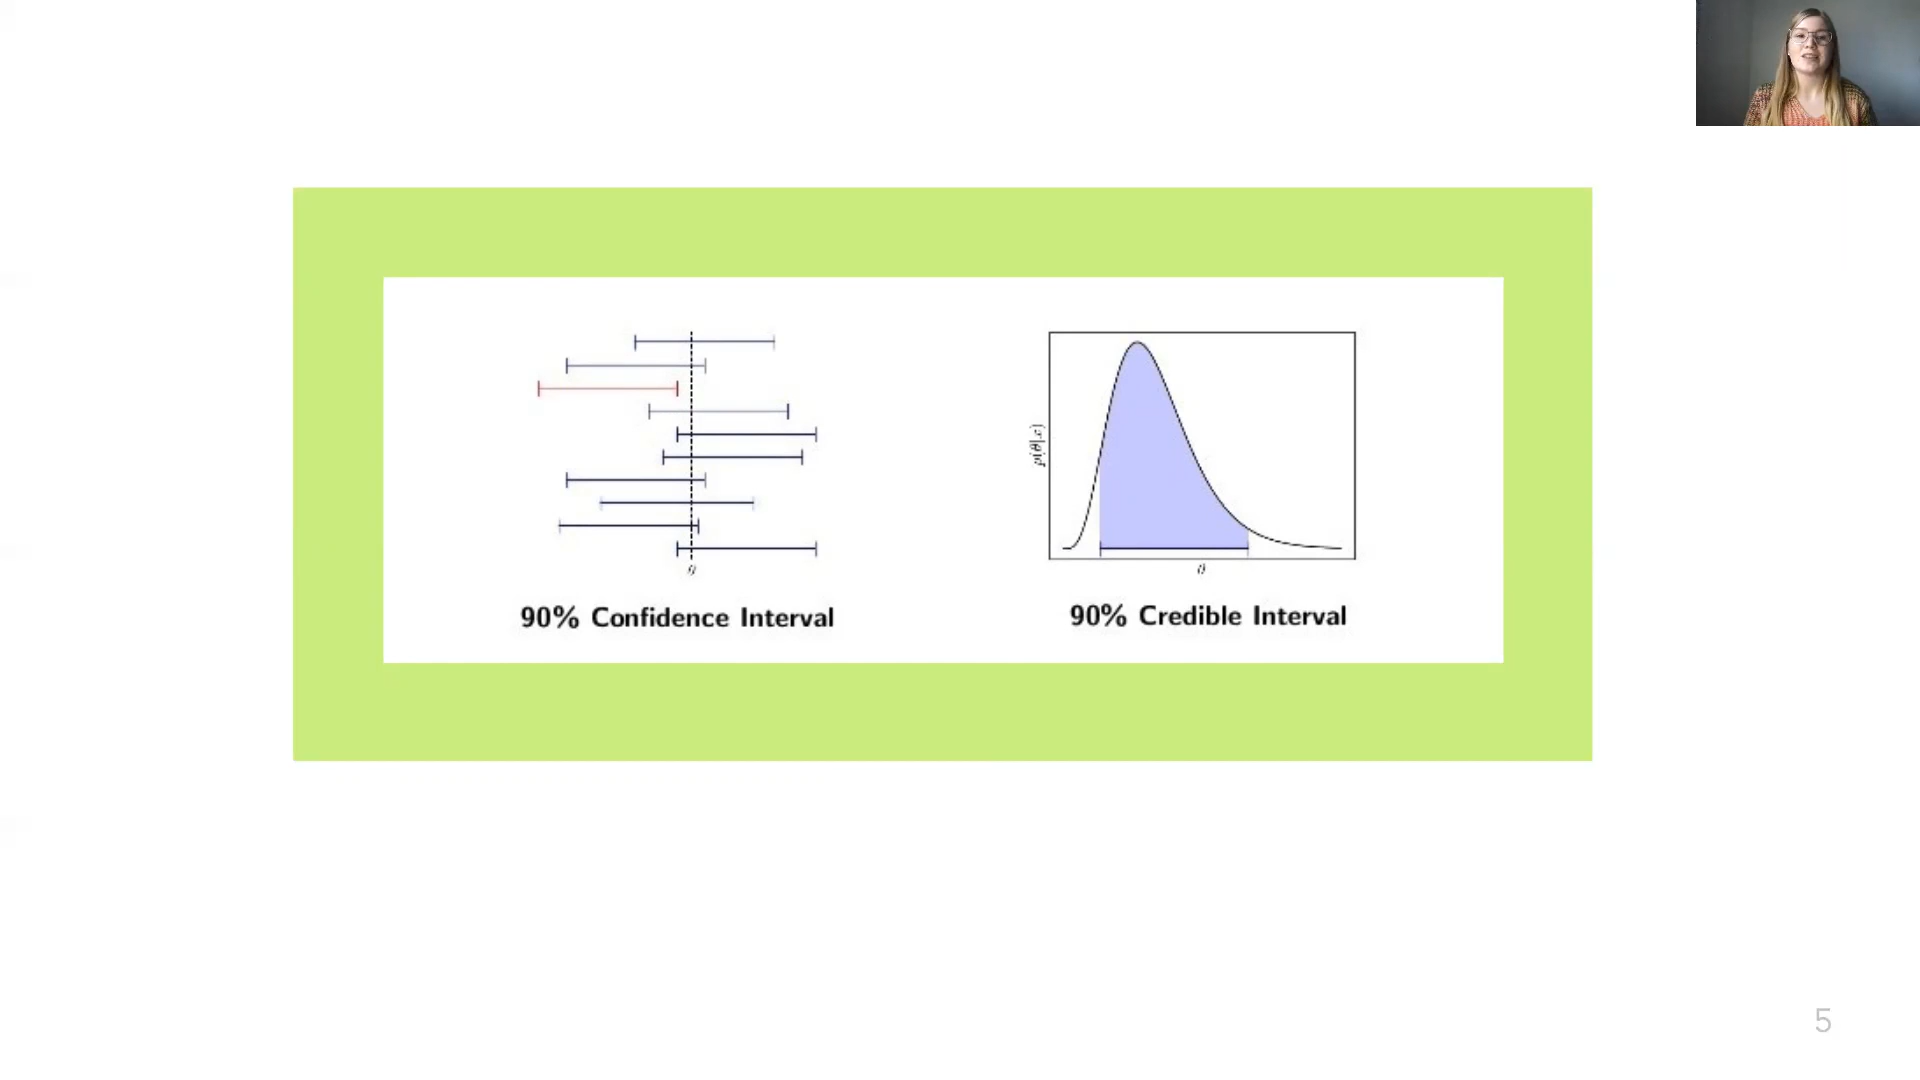 p(θ|x)
θ
θ
90% Confidence Interval
90% Credible Interval
5